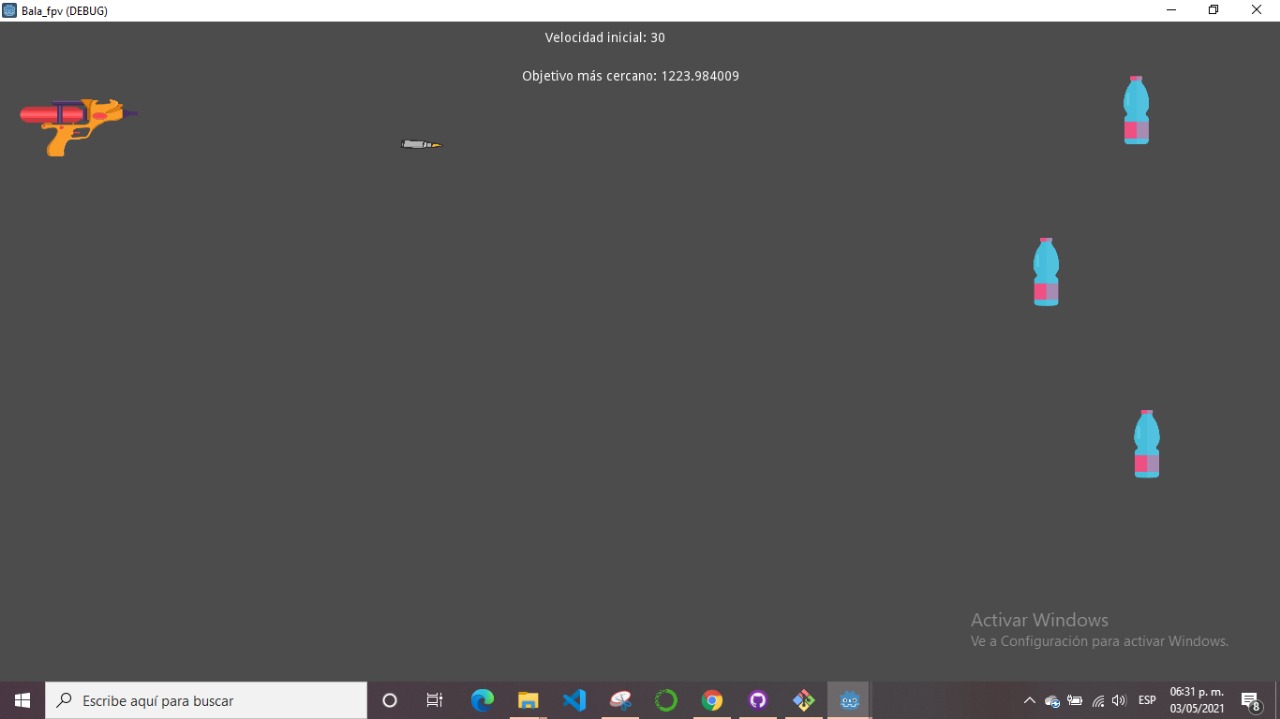 Bala_fpv (DEBUG)
Velocidad inicial: 30
Objetivo más cercano: 1223.984009
Activar Windows
Ve a Configuración para activar Windows.
Escribe aquí para buscar
ESP
06:31 p. m.
03/05/2021
8